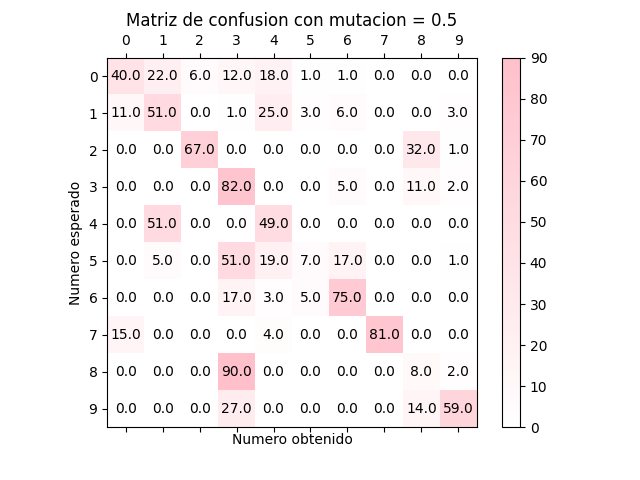 Matriz de confusion con mutacion = 0.5
0 1 2 3 4 5 6 7 8 9
0 40.0 22.0 6.0 12.0 18.0 1.0 1.0 0.0 0.0 0.0
1 11.0 51.0 0.0 1.0 25.0 3.0 6.0 0.0 0.0 3.0
2 0.0 0.0 67.0 0.0 0.0 0.0 0.0 0.0 32.0 1.0
3 0.0 0.0 0.0 82.0 0.0 0.0 5.0 0.0 11.0 2.0
4 0.0 51.0 0.0 0.0 49.0 0.0 0.0 0.0 0.0 0.0
5 0.0 5.0 0.0 51.0 19.0 7.0 17.0 0.0 0.0 1.0
6 0.0 0.0 0.0 17.0 3.0 5.0 75.0 0.0 0.0 0.0
7 15.0 0.0 0.0 0.0 4.0 0.0 0.0 81.0 0.0 0.0
8 0.0 0.0 0.0 90.0 0.0 0.0 0.0 0.0 8.0 2.0
9 0.0 0.0 0.0 27.0 0.0 0.0 0.0 0.0 14.0 59.0
Numero esperado
Numero obtenido
90
80
70
60
50
40
30
20
10
0